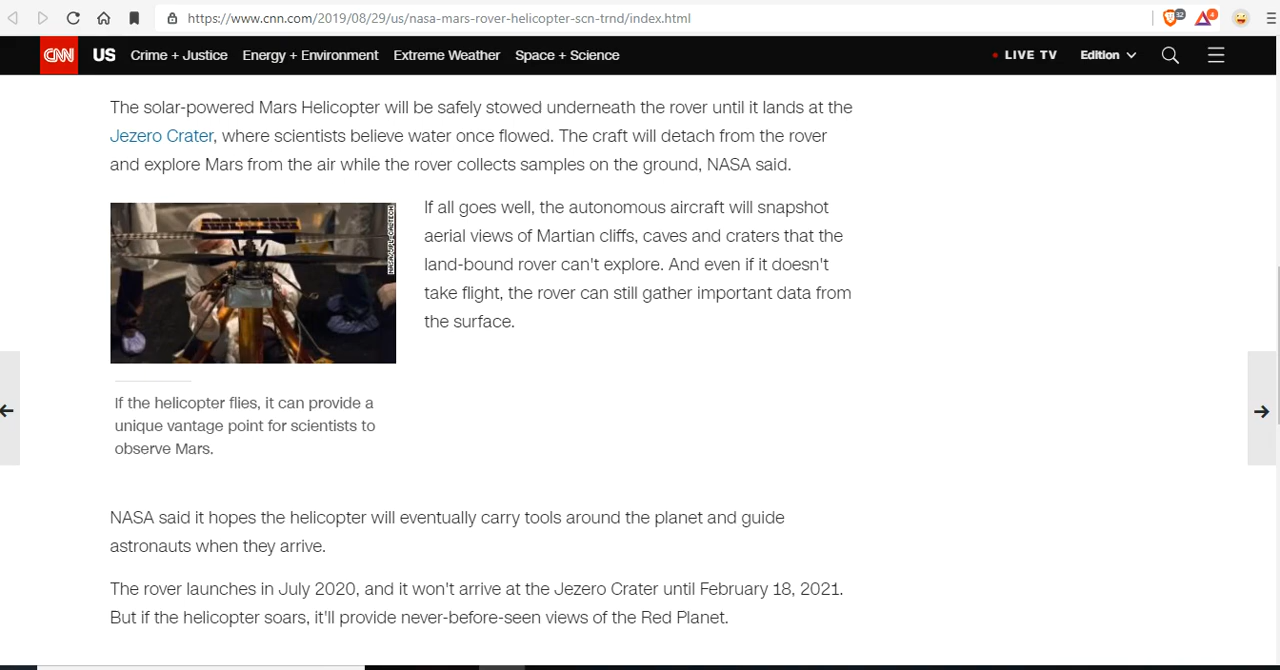 https://www.cnn.com/2019/08/29/us/nasa-mars-rover-helicopter-scn-trnd/index.html
32
4
CNN US Crime + Justice Energy + Environment Extreme Weather Space + Science LIVE TV Edition
The solar-powered Mars Helicopter will be safely stowed underneath the rover until it lands at the
Jezero Crater, where scientists believe water once flowed. The craft will detach from the rover
and explore Mars from the air while the rover collects samples on the ground, NASA said.
NASA/JPL-CALTECH
If all goes well, the autonomous aircraft will snapshot
aerial views of Martian cliffs, caves and craters that the
land-bound rover can't explore. And even if it doesn't
take flight, the rover can still gather important data from
the surface.
If the helicopter flies, it can provide a
unique vantage point for scientists to
observe Mars.
NASA said it hopes the helicopter will eventually carry tools around the planet and guide
astronauts when they arrive.
The rover launches in July 2020, and it won't arrive at the Jezero Crater until February 18, 2021.
But if the helicopter soars, it'll provide never-before-seen views of the Red Planet.